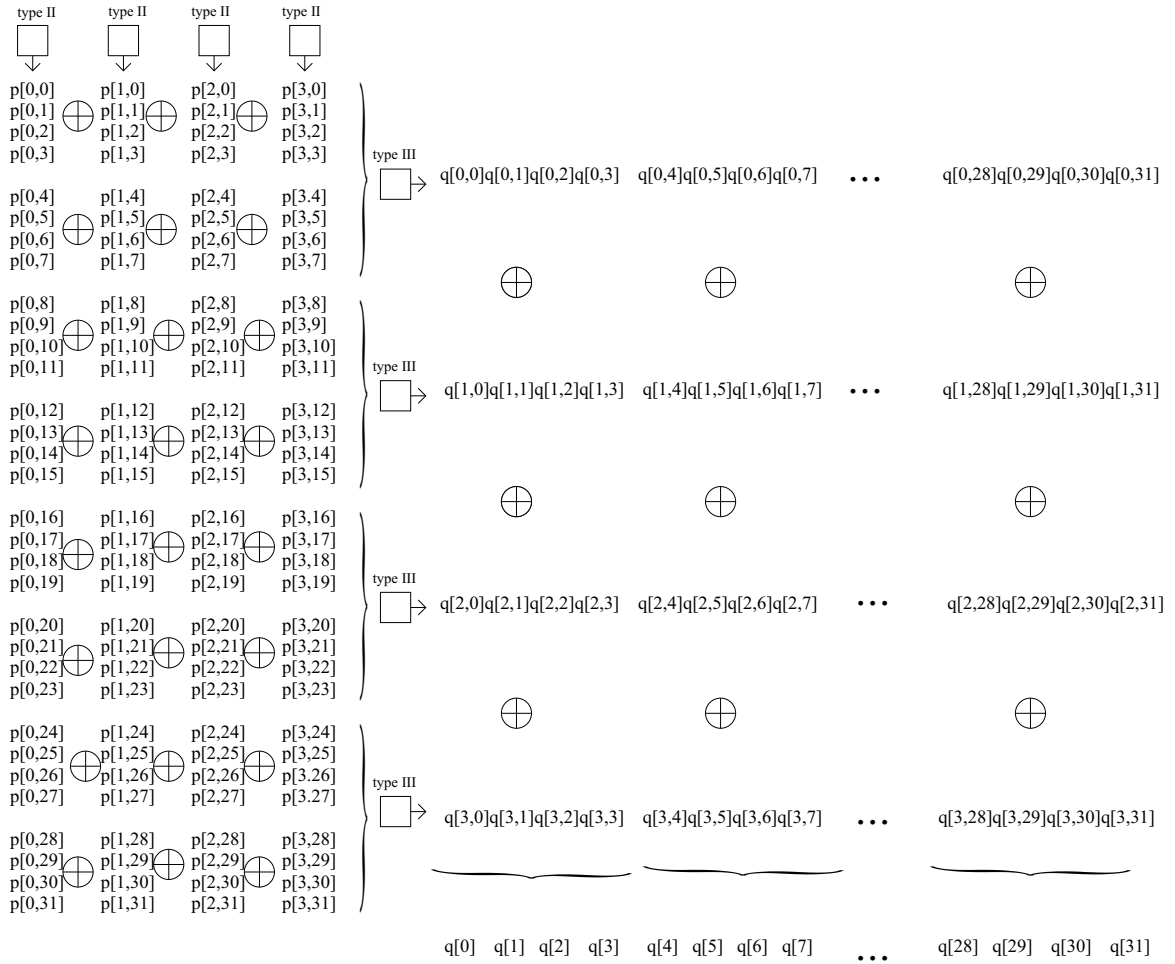 type II type II type II type II
p[0,0] p[1,0] p[2,0] p[3,0]
p[0,1] p[1,1] p[2,1] p[3,1]
p[0,2] p[1,2] p[2,2] p[3,2]
p[0,3] p[1,3] p[2,3] p[3,3]
type III
q[0,0]q[0,1]q[0,2]q[0,3] q[0,4]q[0,5]q[0,6]q[0,7] ••• q[0,28]q[0,29]q[0,30]q[0,31]
p[0,4] p[1,4] p[2,4] p[3.4]
p[0,5] p[1,5] p[2,5] p[3,5]
p[0,6] p[1,6] p[2,6] p[3,6]
p[0,7] p[1,7] p[2,7] p[3,7]
p[0,8] p[1,8] p[2,8] p[3,8]
p[0,9] p[1,9] p[2,9] p[3,9]
p[0,10] p[1,10] p[2,10] p[3,10]
p[0,11] p[1,11] p[2,11] p[3,11]
type III
q[1,0]q[1,1]q[1,2]q[1,3] q[1,4]q[1,5]q[1,6]q[1,7] ••• q[1,28]q[1,29]q[1,30]q[1,31]
p[0,12] p[1,12] p[2,12] p[3,12]
p[0,13] p[1,13] p[2,13] p[3,13]
p[0,14] p[1,14] p[2,14] p[3,14]
p[0,15] p[1,15] p[2,15] p[3,15]
p[0,16] p[1,16] p[2,16] p[3,16]
p[0,17] p[1,17] p[2,17] p[3,17]
p[0,18] p[1,18] p[2,18] p[3,18]
p[0,19] p[1,19] p[2,19] p[3,19]
type III
q[2,0]q[2,1]q[2,2]q[2,3] q[2,4]q[2,5]q[2,6]q[2,7] ••• q[2,28]q[2,29]q[2,30]q[2,31]
p[0,20] p[1,20] p[2,20] p[3,20]
p[0,21] p[1,21] p[2,21] p[3,21]
p[0,22] p[1,22] p[2,22] p[3,22]
p[0,23] p[1,23] p[2,23] p[3,23]
p[0,24] p[1,24] p[2,24] p[3,24]
p[0,25] p[1,25] p[2,25] p[3,25]
p[0,26] p[1,26] p[2,26] p[3.26]
p[0,27] p[1,27] p[2,27] p[3.27]
type III
q[3,0]q[3,1]q[3,2]q[3,3] q[3,4]q[3,5]q[3,6]q[3,7] ••• q[3,28]q[3,29]q[3,30]q[3,31]
p[0,28] p[1,28] p[2,28] p[3,28]
p[0,29] p[1,29] p[2,29] p[3,29]
p[0,30] p[1,30] p[2,30] p[3,30]
p[0,31] p[1,31] p[2,31] p[3,31]
q[0] q[1] q[2] q[3] q[4] q[5] q[6] q[7] ••• q[28] q[29] q[30] q[31]